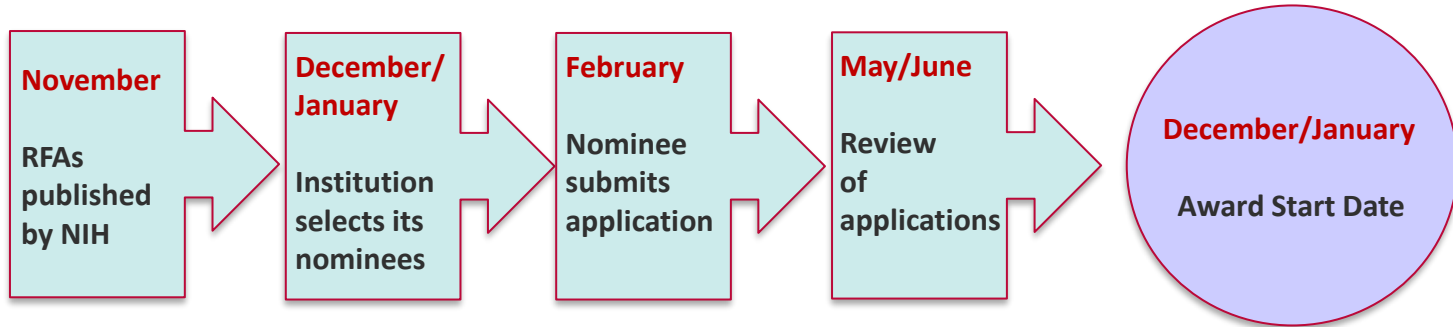 November
RFAs
published
by NIH
December/
January
Institution
selects its
nominees
February
Nominee
submits
application
May/June
Review
of
applications
December/January
Award Start Date